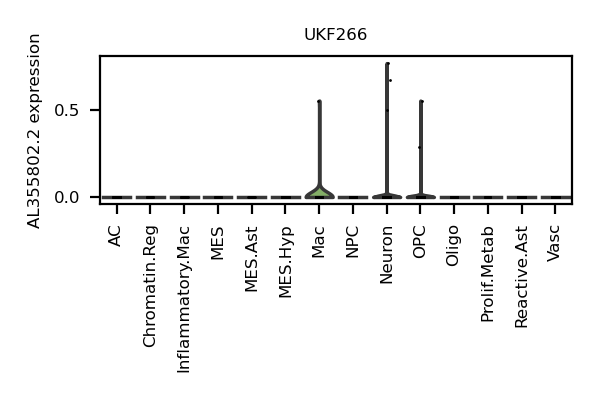 UKF266
AL355802.2 expression
0.5
0.0
AC
Chromatin.Reg
Inflammatory.Mac
MES
MES.Ast
MES.Hyp
Mac
NPC
Neuron
OPC
Oligo
Prolif.Metab
Reactive.Ast
Vasc